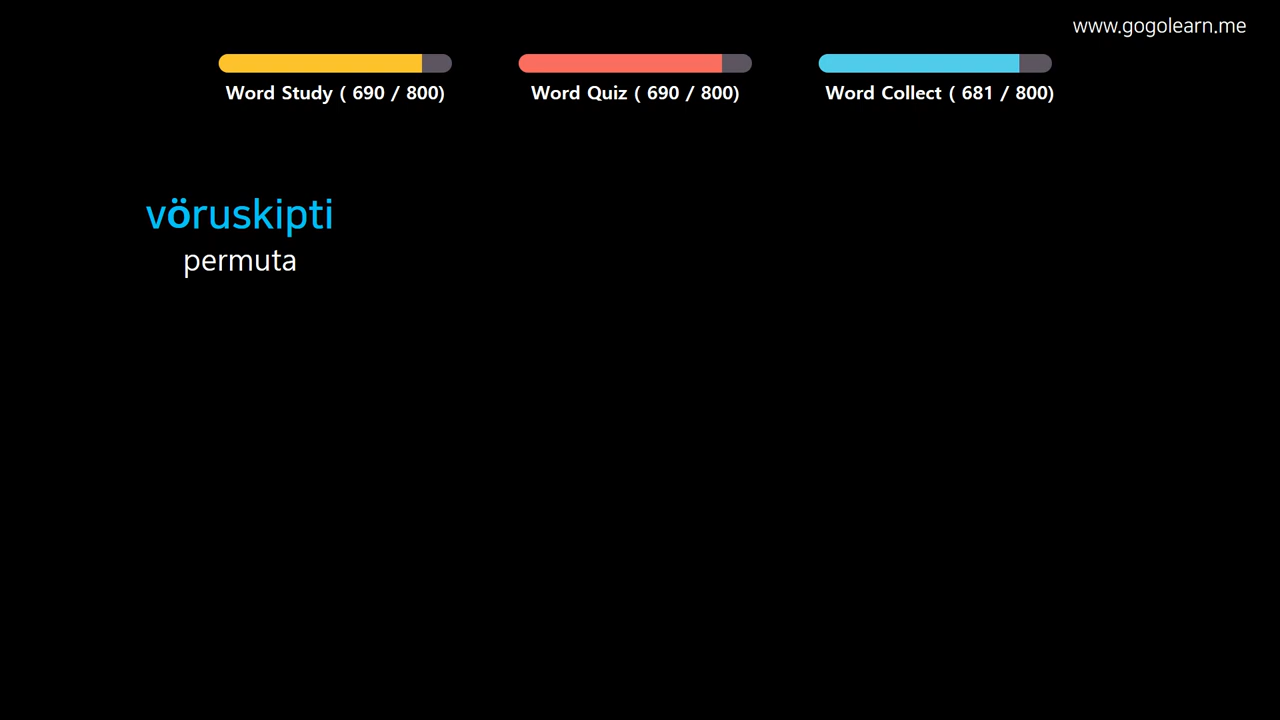 www.gogolearn.me
Word Study ( 690 / 800)
Word Quiz ( 690 / 800)
Word Collect ( 681 / 800)
vöruskipti
permuta